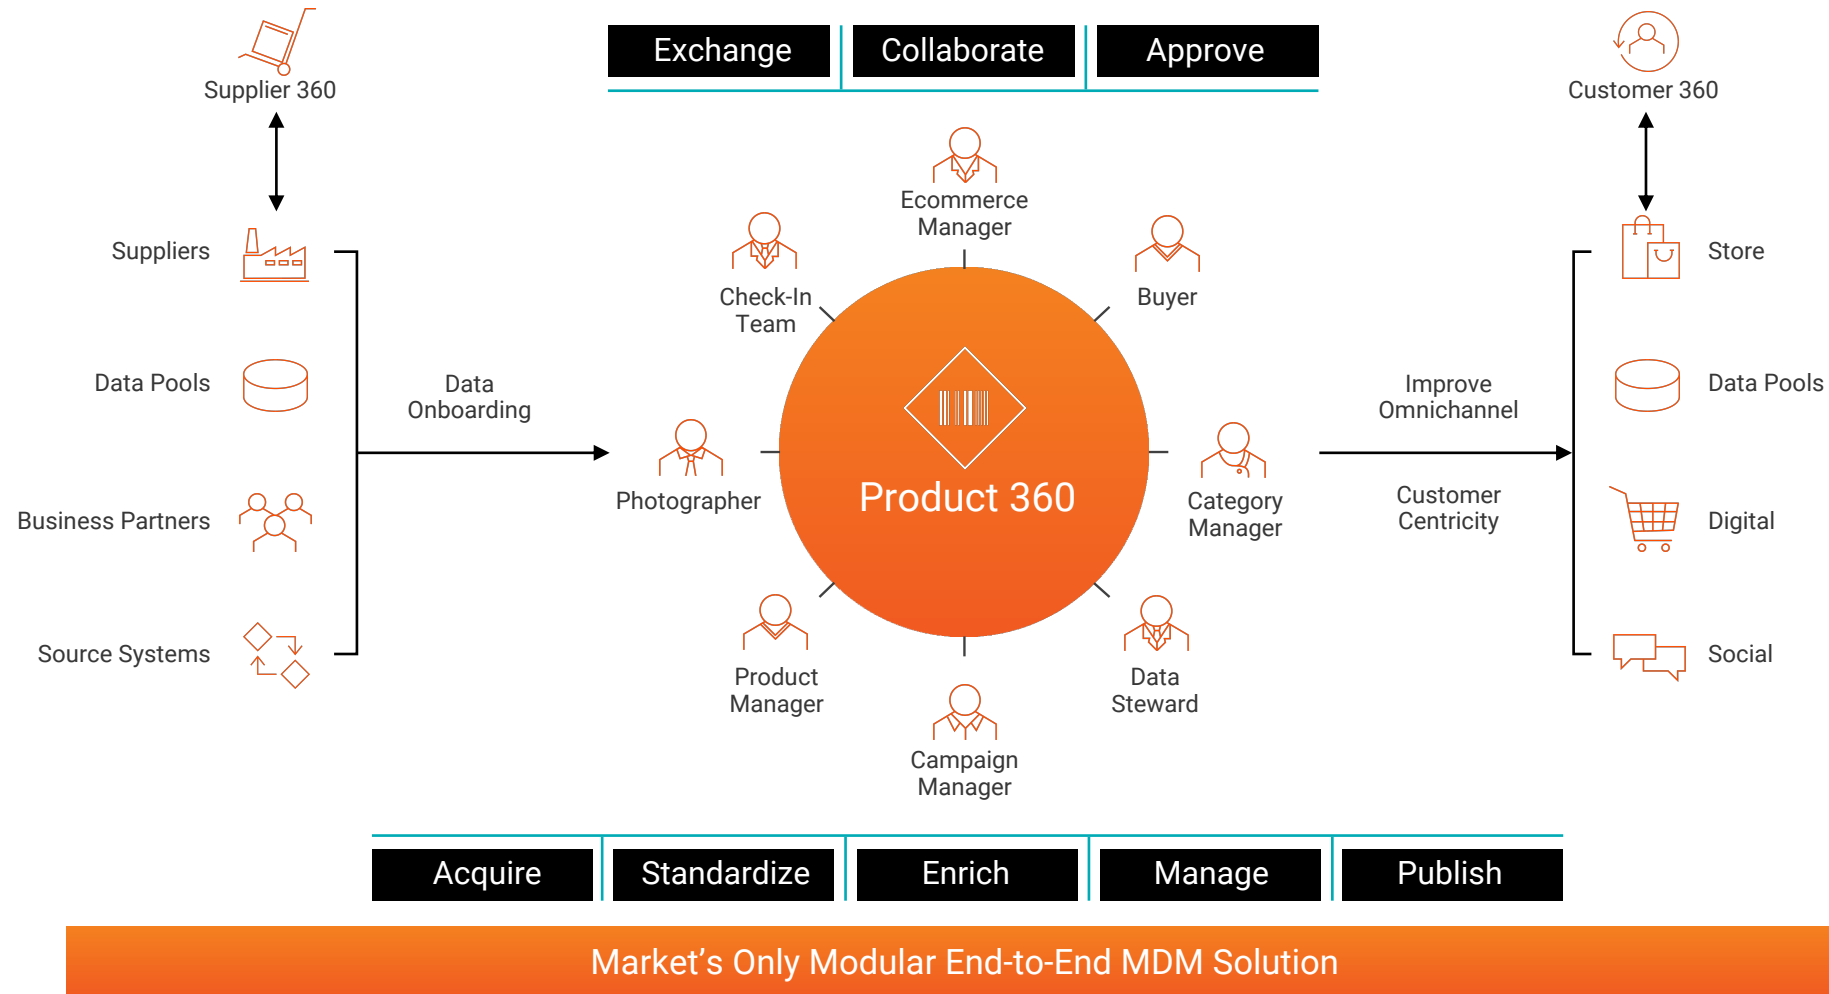 Supplier 360
Exchange
Collaborate
Approve
Customer 360
Suppliers
Data Pools
Business Partners
Source Systems
Data
Onboarding
Ecommerce
Manager
Check-In
Team
Buyer
Photographer
Product 360
Category
Manager
Product
Manager
Data
Steward
Campaign
Manager
Improve
Omnichannel
Customer
Centricity
Store
Data Pools
Digital
Social
Acquire
Standardize
Enrich
Manage
Publish
Market’s Only Modular End-to-End MDM Solution